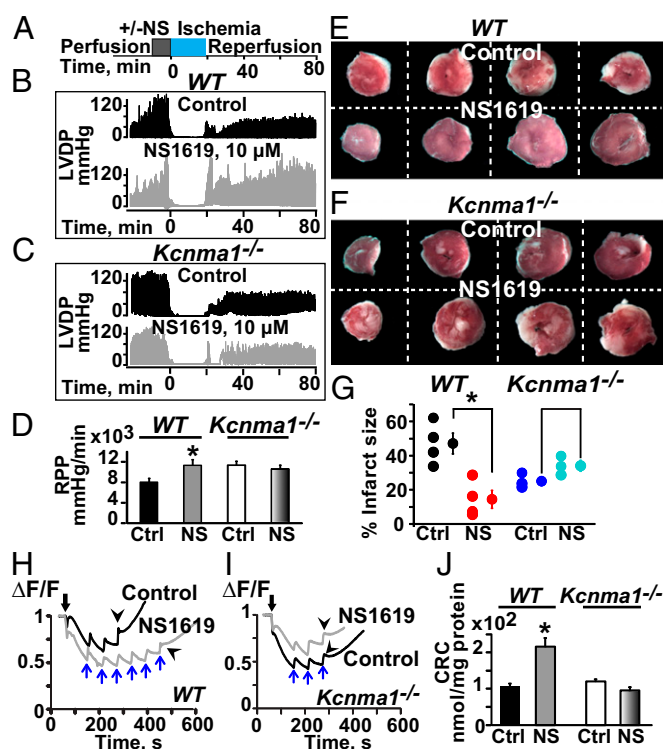 A
+/-NS Ischemia
Perfusion Reperfusion
Time, min 0 40 80
B
WT
Control
120
0
LVDP
mmHg
NS1619, 10 µM
120
0
Time, min 0 40 80
C
Kcnma1-/-
Control
120
0
LVDP
mmHg
NS1619, 10 µM
120
0
Time, min 0 40 80
D
WT Kcnma1-/-
x10³
RPP
mmHg/min
12
8
4
0
*
Ctrl NS Ctrl NS
E
WT
Control
NS1619
F
Kcnma1-/-
Control
NS1619
G
WT Kcnma1-/-
*
% Infarct size
60
40
20
0
Ctrl NS Ctrl NS
H
ΔF/F
Control
NS1619
1
0.5
0
WT
0 200 400 600
Time, s
I
ΔF/F
NS1619
Control
1
0.5
0
Kcnma1-/-
0 200 400 600
Time, s
J
WT Kcnma1-/-
x10²
CRC
nmol/mg protein
2
1
0
*
Ctrl NS Ctrl NS